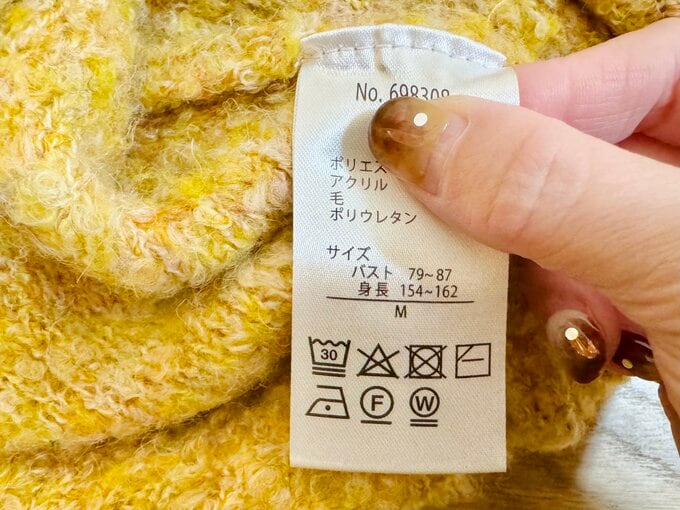 No. 698308
ポリエス
アクリル
毛
ポリウレタン
サイズ
バスト 79~87
身長 154~162
M
30
F
W